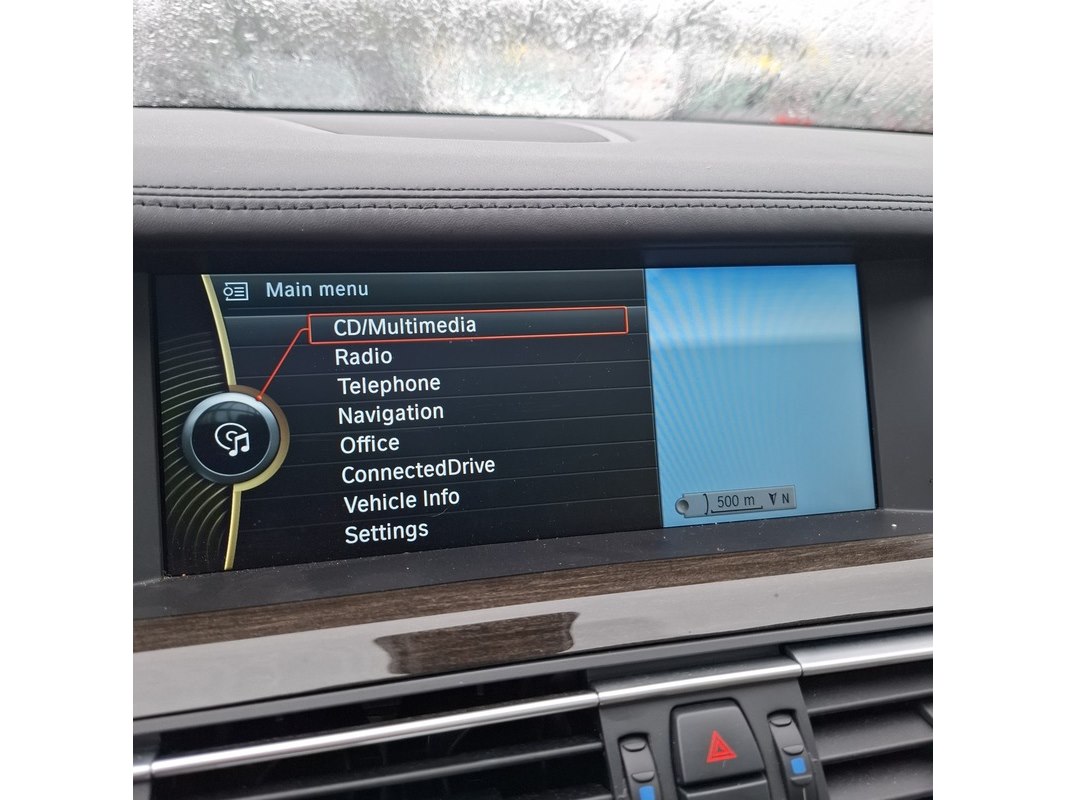 Main menu
CD/Multimedia
Radio
Telephone
Navigation
Office
ConnectedDrive
Vehicle Info
Settings
500 m N